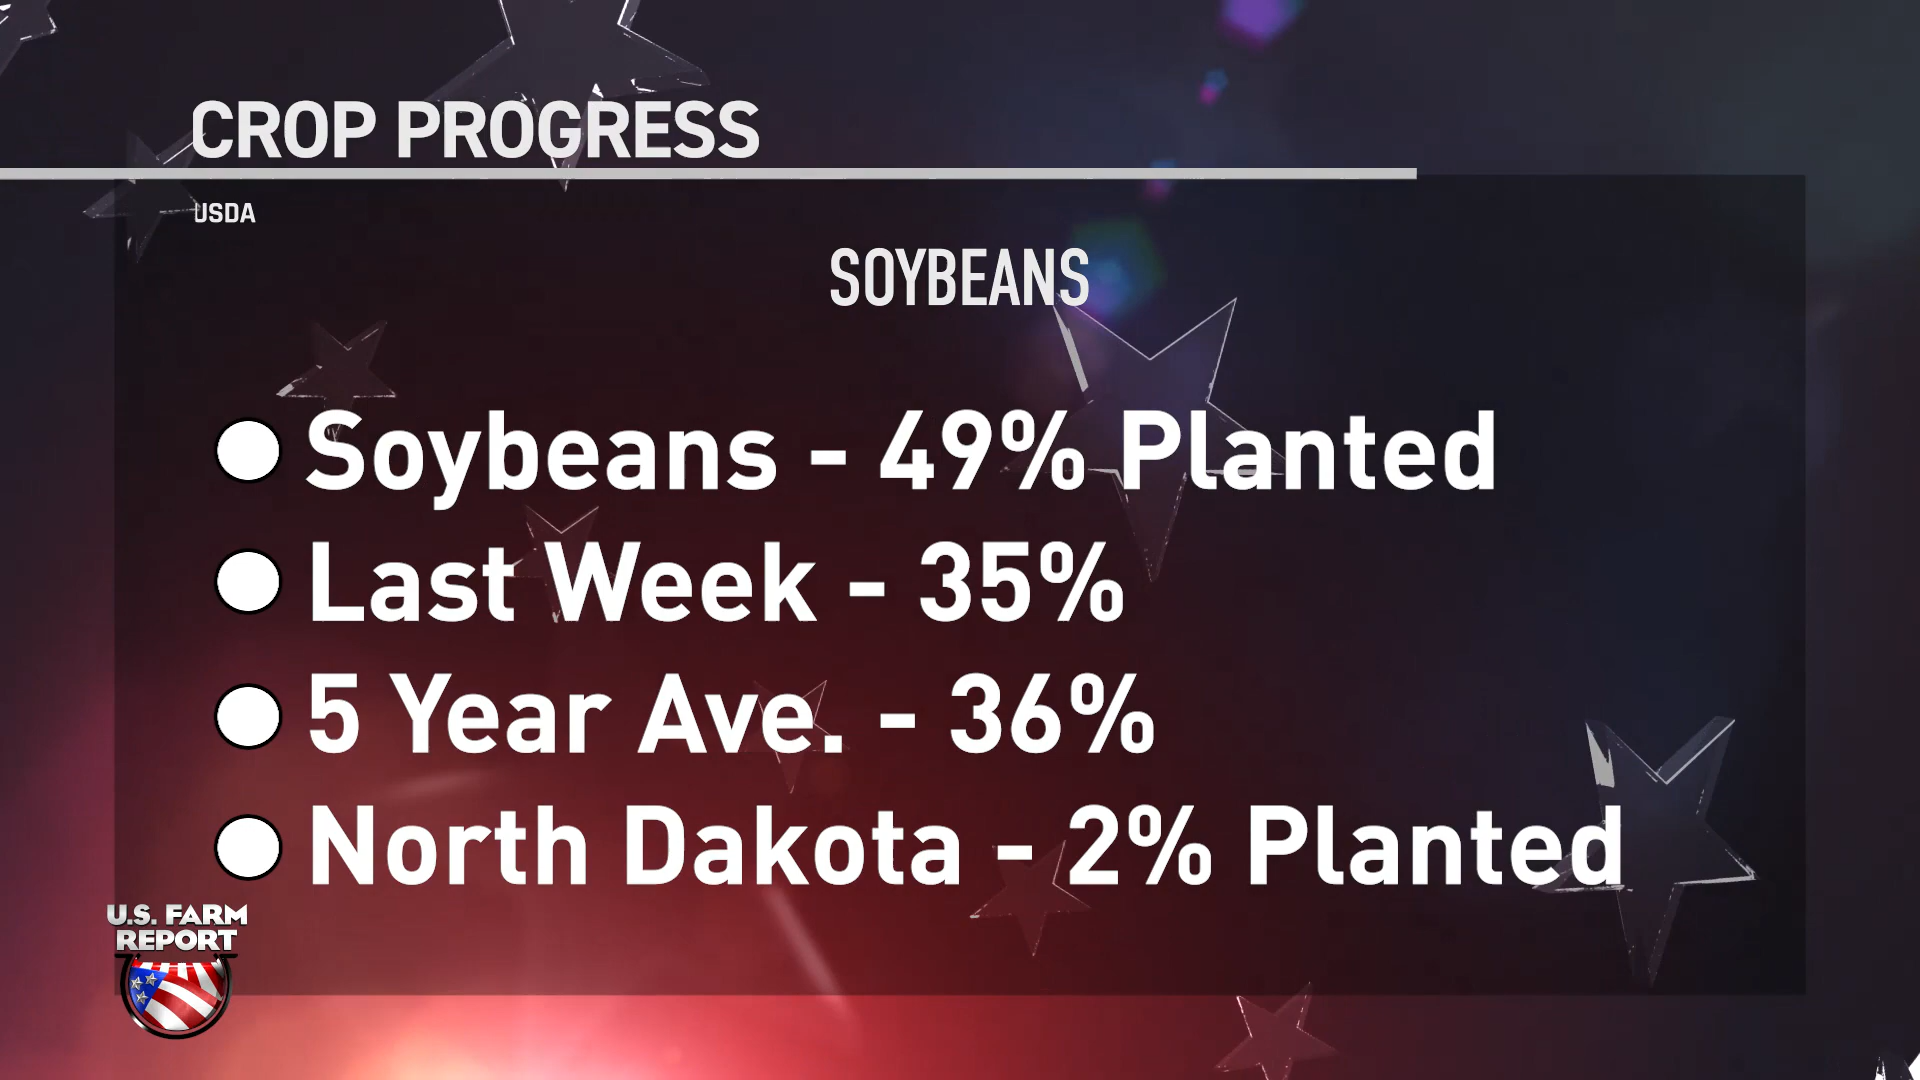 CROP PROGRESS
USDA
SOYBEANS
Soybeans - 49% Planted
Last Week - 35%
5 Year Ave. - 36%
North Dakota - 2% Planted
U.S. FARM
REPORT